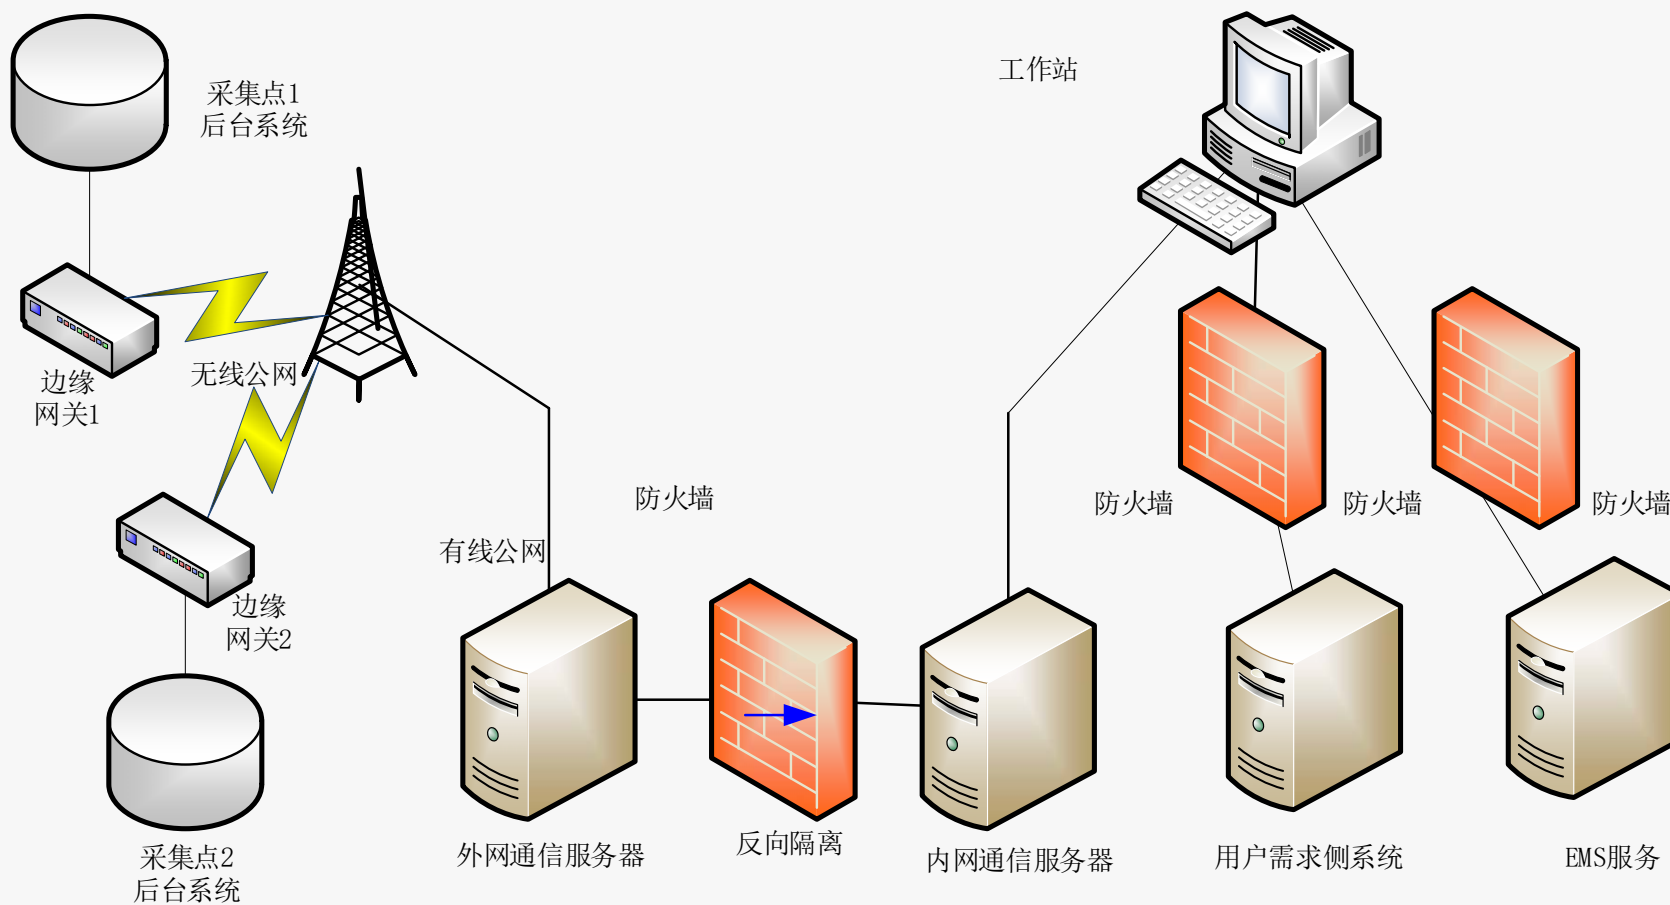 工作站
采集点1
后台系统
无线公网
边缘
网关1
防火墙
防火墙
防火墙
防火墙
有线公网
边缘
网关2
反向隔离
外网通信服务器
内网通信服务器
用户需求侧系统
EMS服务
采集点2
后台系统